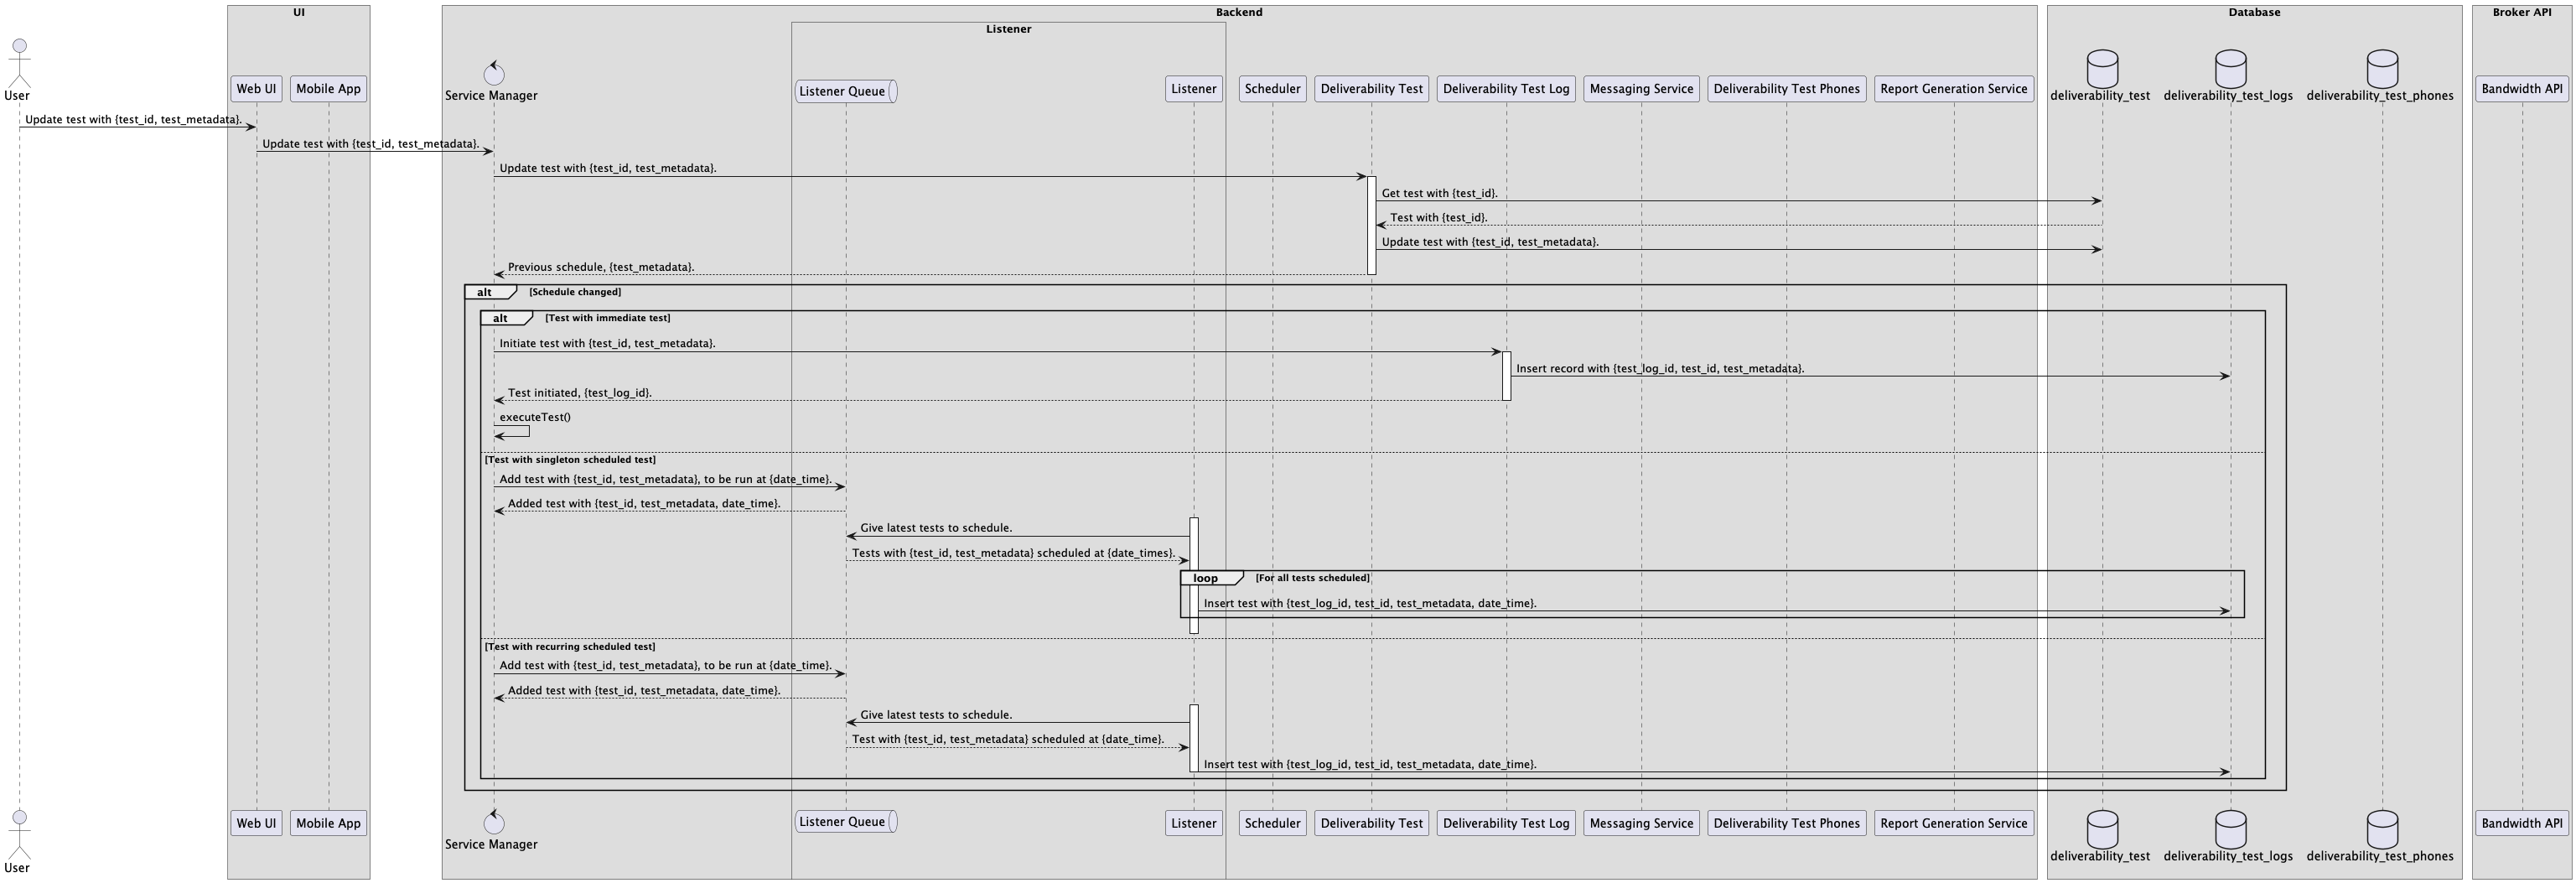 UI
Backend
Database
Broker API
Listener
User
Web UI
Mobile App
Service Manager
Listener Queue
Listener
Scheduler
Deliverability Test
Deliverability Test Log
Messaging Service
Deliverability Test Phones
Report Generation Service
deliverability_test
deliverability_test_logs
deliverability_test_phones
Bandwidth API
Update test with {test_id, test_metadata}.
Update test with {test_id, test_metadata}.
Update test with {test_id, test_metadata}.
Get test with {test_id}.
Test with {test_id}.
Update test with {test_id, test_metadata}.
Previous schedule, {test_metadata}.
alt [Schedule changed]
alt [Test with immediate test]
Initiate test with {test_id, test_metadata}.
Insert record with {test_log_id, test_id, test_metadata}.
Test initiated, {test_log_id}.
executeTest()
[Test with singleton scheduled test]
Add test with {test_id, test_metadata}, to be run at {date_time}.
Added test with {test_id, test_metadata, date_time}.
Give latest tests to schedule.
Tests with {test_id, test_metadata} scheduled at {date_times}.
loop [For all tests scheduled]
Insert test with {test_log_id, test_id, test_metadata, date_time}.
[Test with recurring scheduled test]
Add test with {test_id, test_metadata}, to be run at {date_time}.
Added test with {test_id, test_metadata, date_time}.
Give latest tests to schedule.
Test with {test_id, test_metadata} scheduled at {date_time}.
Insert test with {test_log_id, test_id, test_metadata, date_time}.
User
Web UI
Mobile App
Service Manager
Listener Queue
Listener
Scheduler
Deliverability Test
Deliverability Test Log
Messaging Service
Deliverability Test Phones
Report Generation Service
deliverability_test
deliverability_test_logs
deliverability_test_phones
Bandwidth API